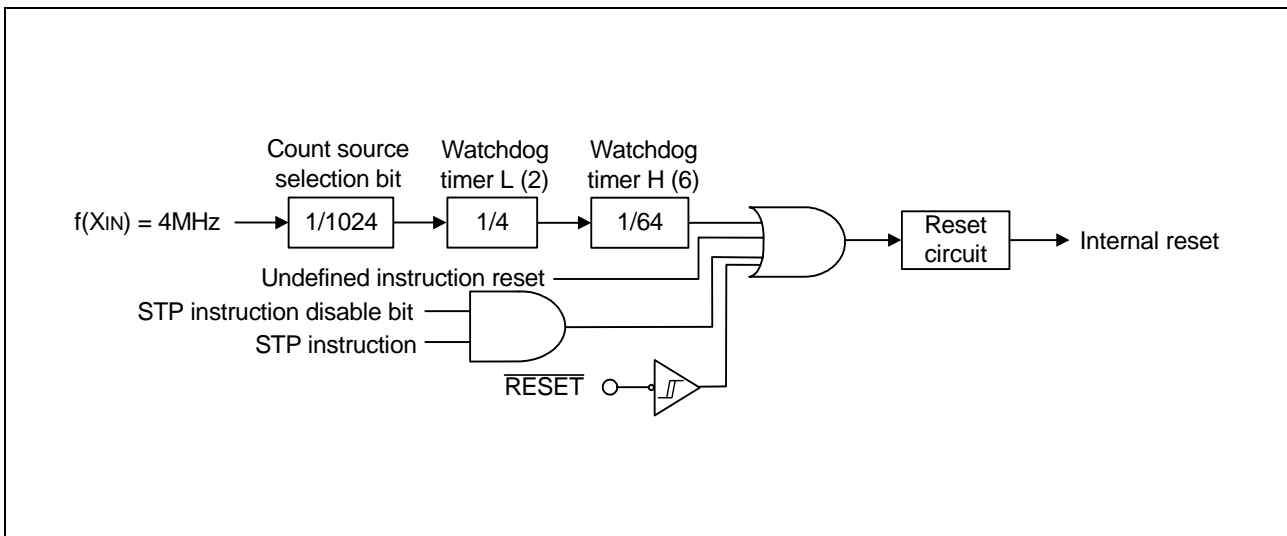 Count source
selection bit
Watchdog
timer L (2)
Watchdog
timer H (6)
f(XIN) = 4MHz
1/1024
1/4
1/64
Reset
circuit
Internal reset
Undefined instruction reset
STP instruction disable bit
STP instruction
RESET